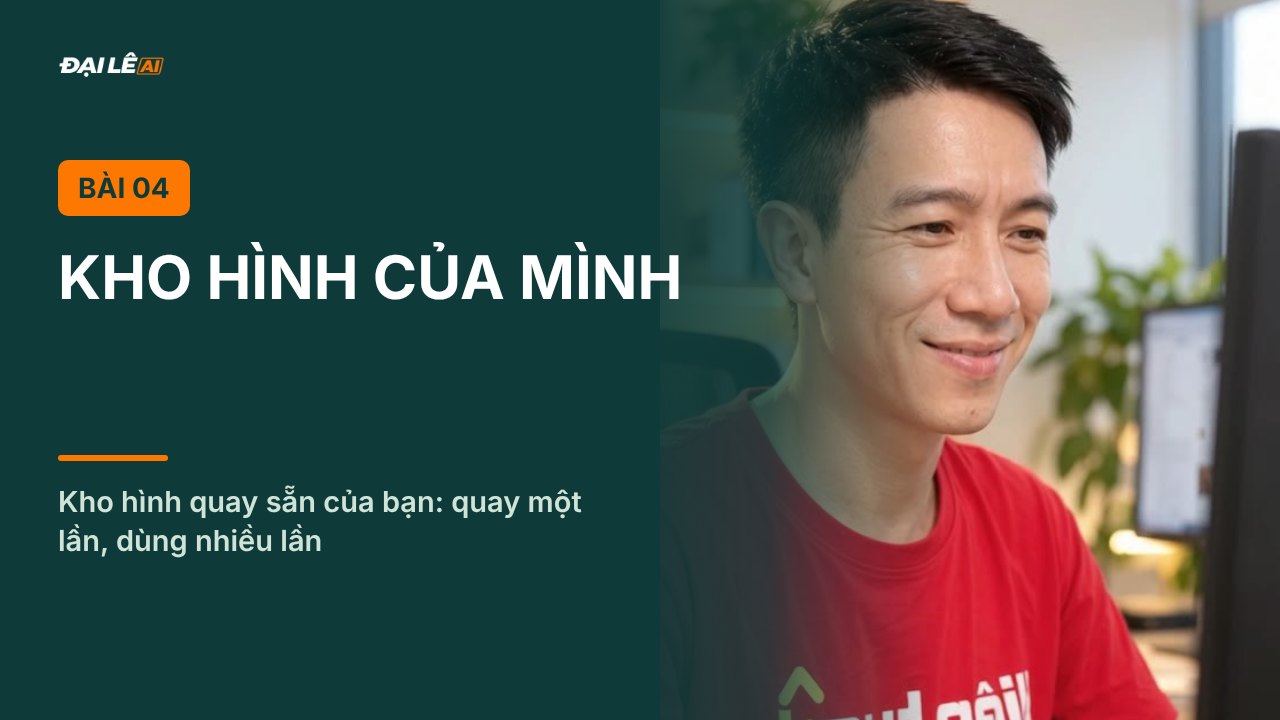 ĐẠI LÊ AI
BÀI 04
KHO HÌNH CỦA MÌNH
Kho hình quay sẵn của bạn: quay một
lần, dùng nhiều lần